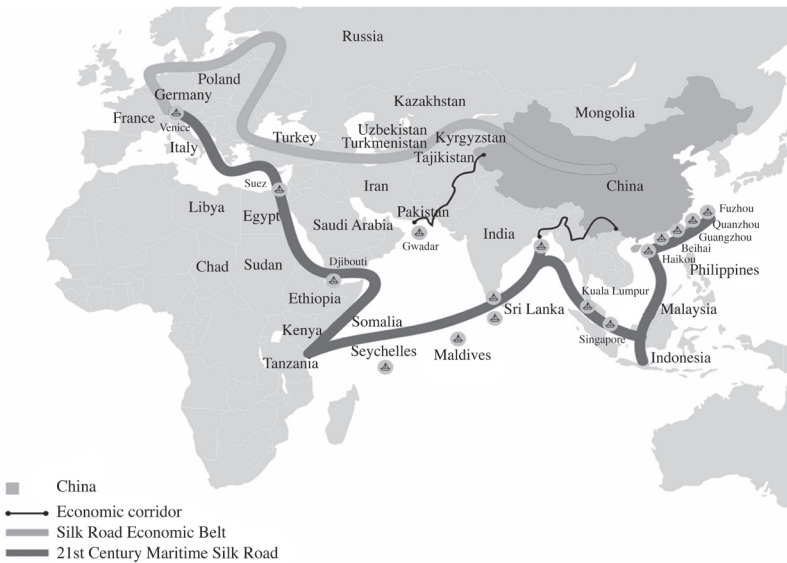 Russia
Poland
Germany
France
Venice
Italy
Kazakhstan
Mongolia
Turkey
Uzbekistan
Turkmenistan
Kyrgyzstan
Tajikistan
China
Suez
Iran
Libya
Egypt
Saudi Arabia
Pakistan
Gwadar
India
Fuzhou
Quanzhou
Guangzhou
Beihai
Haikou
Philippines
Chad
Sudan
Djibouti
Ethiopia
Kuala Lumpur
Sri Lanka
Malaysia
Somalia
Kenya
Singapore
Tanzania
Seychelles
Maldives
Indonesia
China
Economic corridor
Silk Road Economic Belt
21st Century Maritime Silk Road